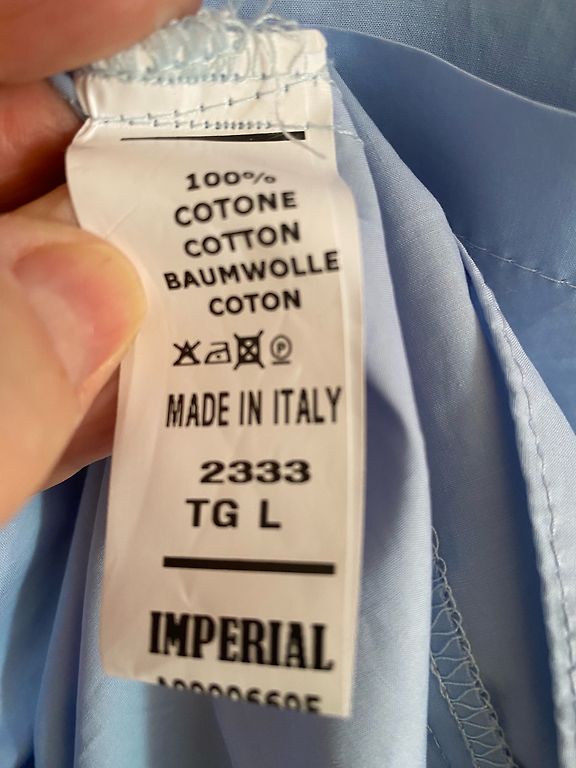 100%
COTONE
COTTON
BAUMWOLLE
COTON
P
MADE IN ITALY
2333
TG L
IMPERIAL